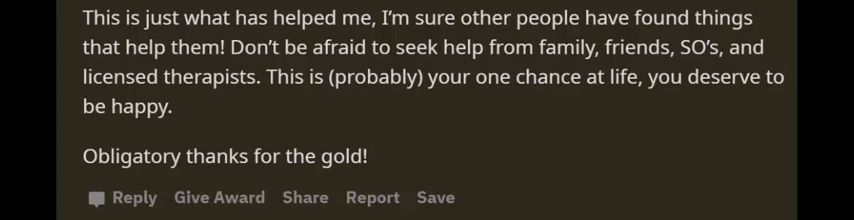 This is just what has helped me, I'm sure other people have found things
that help them! Don't be afraid to seek help from family, friends, SO's, and
licensed therapists. This is (probably) your one chance at life, you deserve to
be happy.
Obligatory thanks for the gold!
Reply Give Award Share Report Save